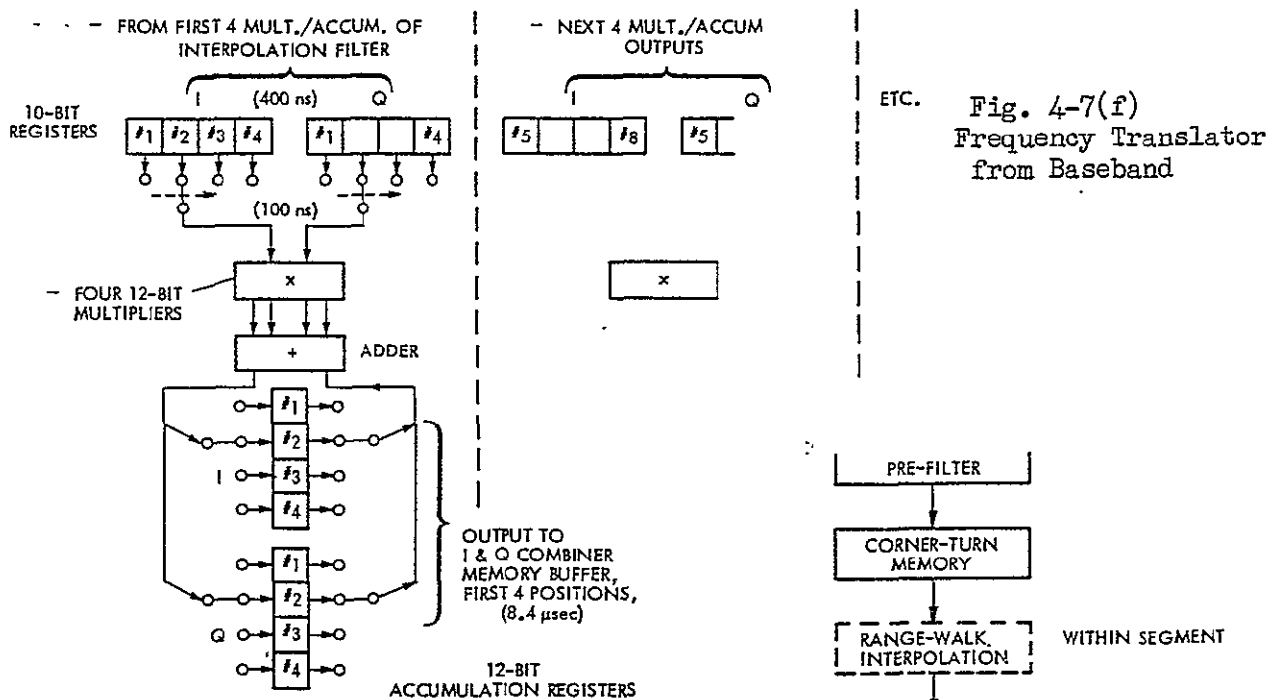 - - - FROM FIRST 4 MULT./ACCUM. OF
INTERPOLATION FILTER
I (400 ns) Q
10-BIT
REGISTERS
#1 #2 #3 #4 #1 #4
(100 ns)
×
- FOUR 12-BIT
MULTIPLIERS
+ ADDER
#1
#2
I #3
#4
#1
#2
Q #3
#4
OUTPUT TO
I & Q COMBINER
MEMORY BUFFER,
FIRST 4 POSITIONS,
(8.4 μsec)
12-BIT
ACCUMULATION REGISTERS
- NEXT 4 MULT./ACCUM
OUTPUTS
I Q
#5 #8 #5
×
ETC.
Fig. 4-7(f)
Frequency Translator
from Baseband
PRE-FILTER
CORNER-TURN
MEMORY
RANGE-WALK
INTERPOLATION
WITHIN SEGMENT